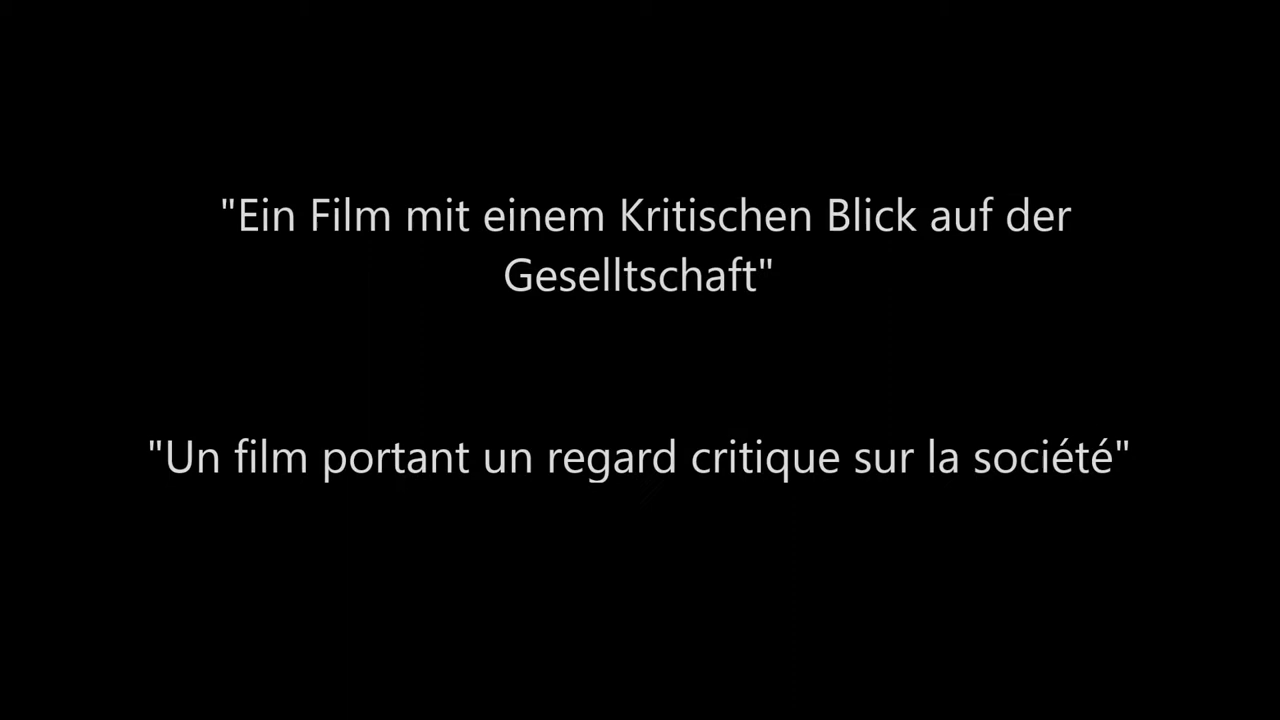 "Ein Film mit einem Kritischen Blick auf der
Geselltschaft"
"Un film portant un regard critique sur la société"